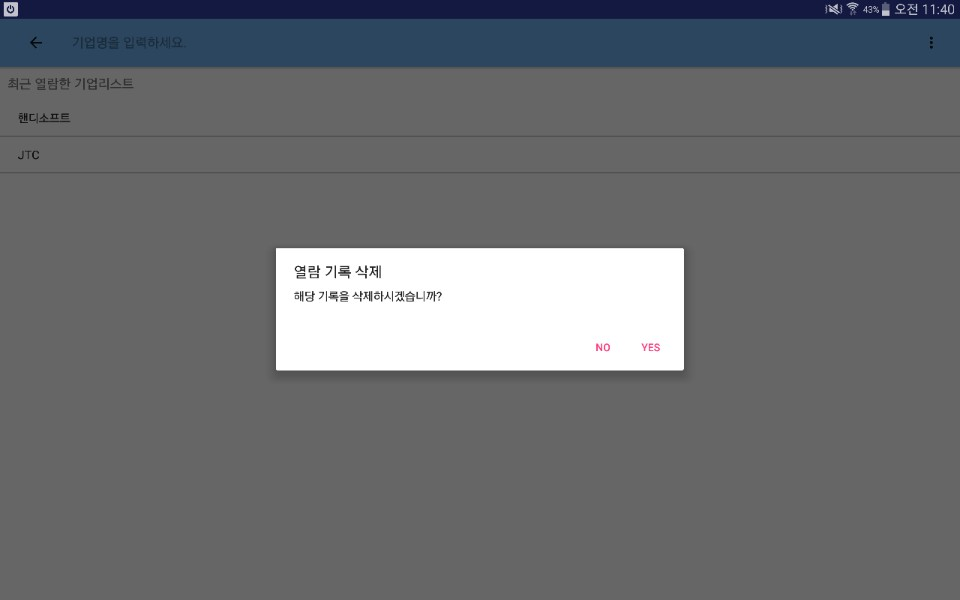 43% 오전 11:40
기업명을 입력하세요.
최근 열람한 기업리스트
핸디소프트
JTC
열람 기록 삭제
해당 기록을 삭제하시겠습니까?
NO YES